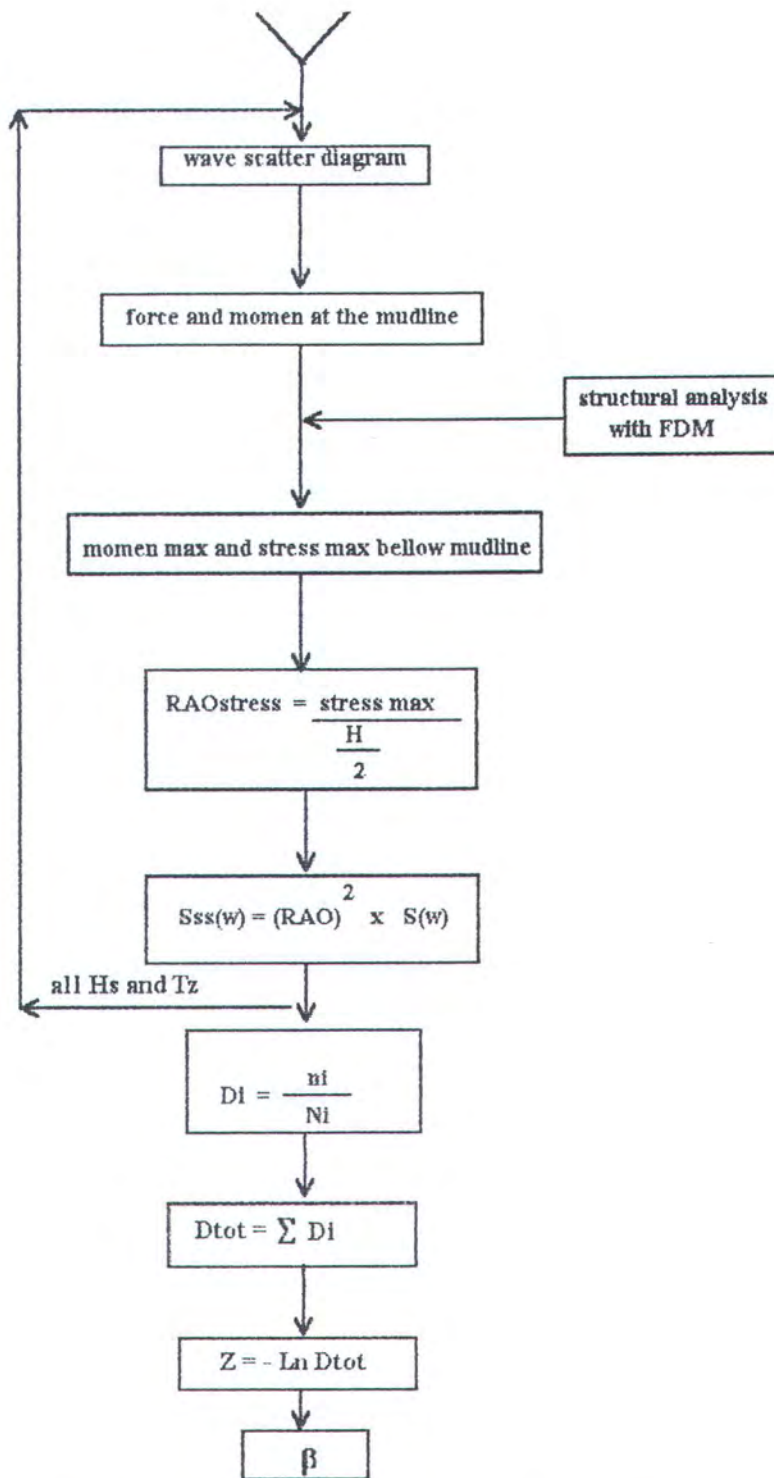 wave scatter diagram
force and momen at the mudline
structural analysis
with FDM
momen max and stress max bellow mudline
RAOstress = stress max
H
2
Sss(w) = (RAO)² x S(w)
all Hs and Tz
Di = ni
Ni
Dtot = ∑ Di
Z = - Ln Dtot
β